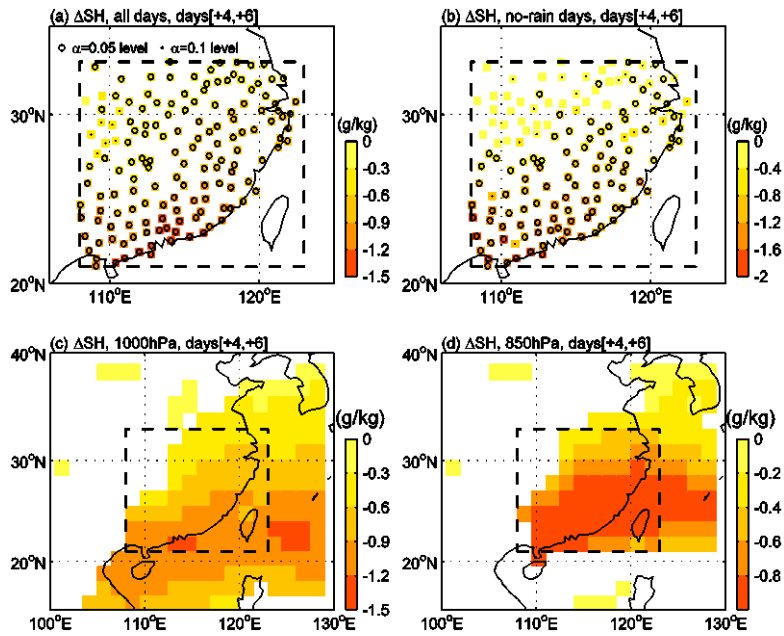 (a) ΔSH, all days, days[+4,+6]
(b) ΔSH, no-rain, days[+4,+6]
α=0.05 level
α=0.1 level
30°N
20°N
110°E
120°E
(g/kg)
0
-0.3
-0.6
-0.9
-1.2
-1.5
30°N
20°N
110°E
120°E
(g/kg)
0
-0.4
-0.8
-1.2
-1.6
-2
(c) ΔSH, 1000hPa, days[+4,+6]
(d) ΔSH, 850hPa, days[+4,+6]
40°N
30°N
20°N
100°E
110°E
120°E
130°E
(g/kg)
0
-0.3
-0.6
-0.9
-1.2
-1.5
40°N
30°N
20°N
100°E
110°E
120°E
130°E
(g/kg)
0
-0.2
-0.4
-0.6
-0.8